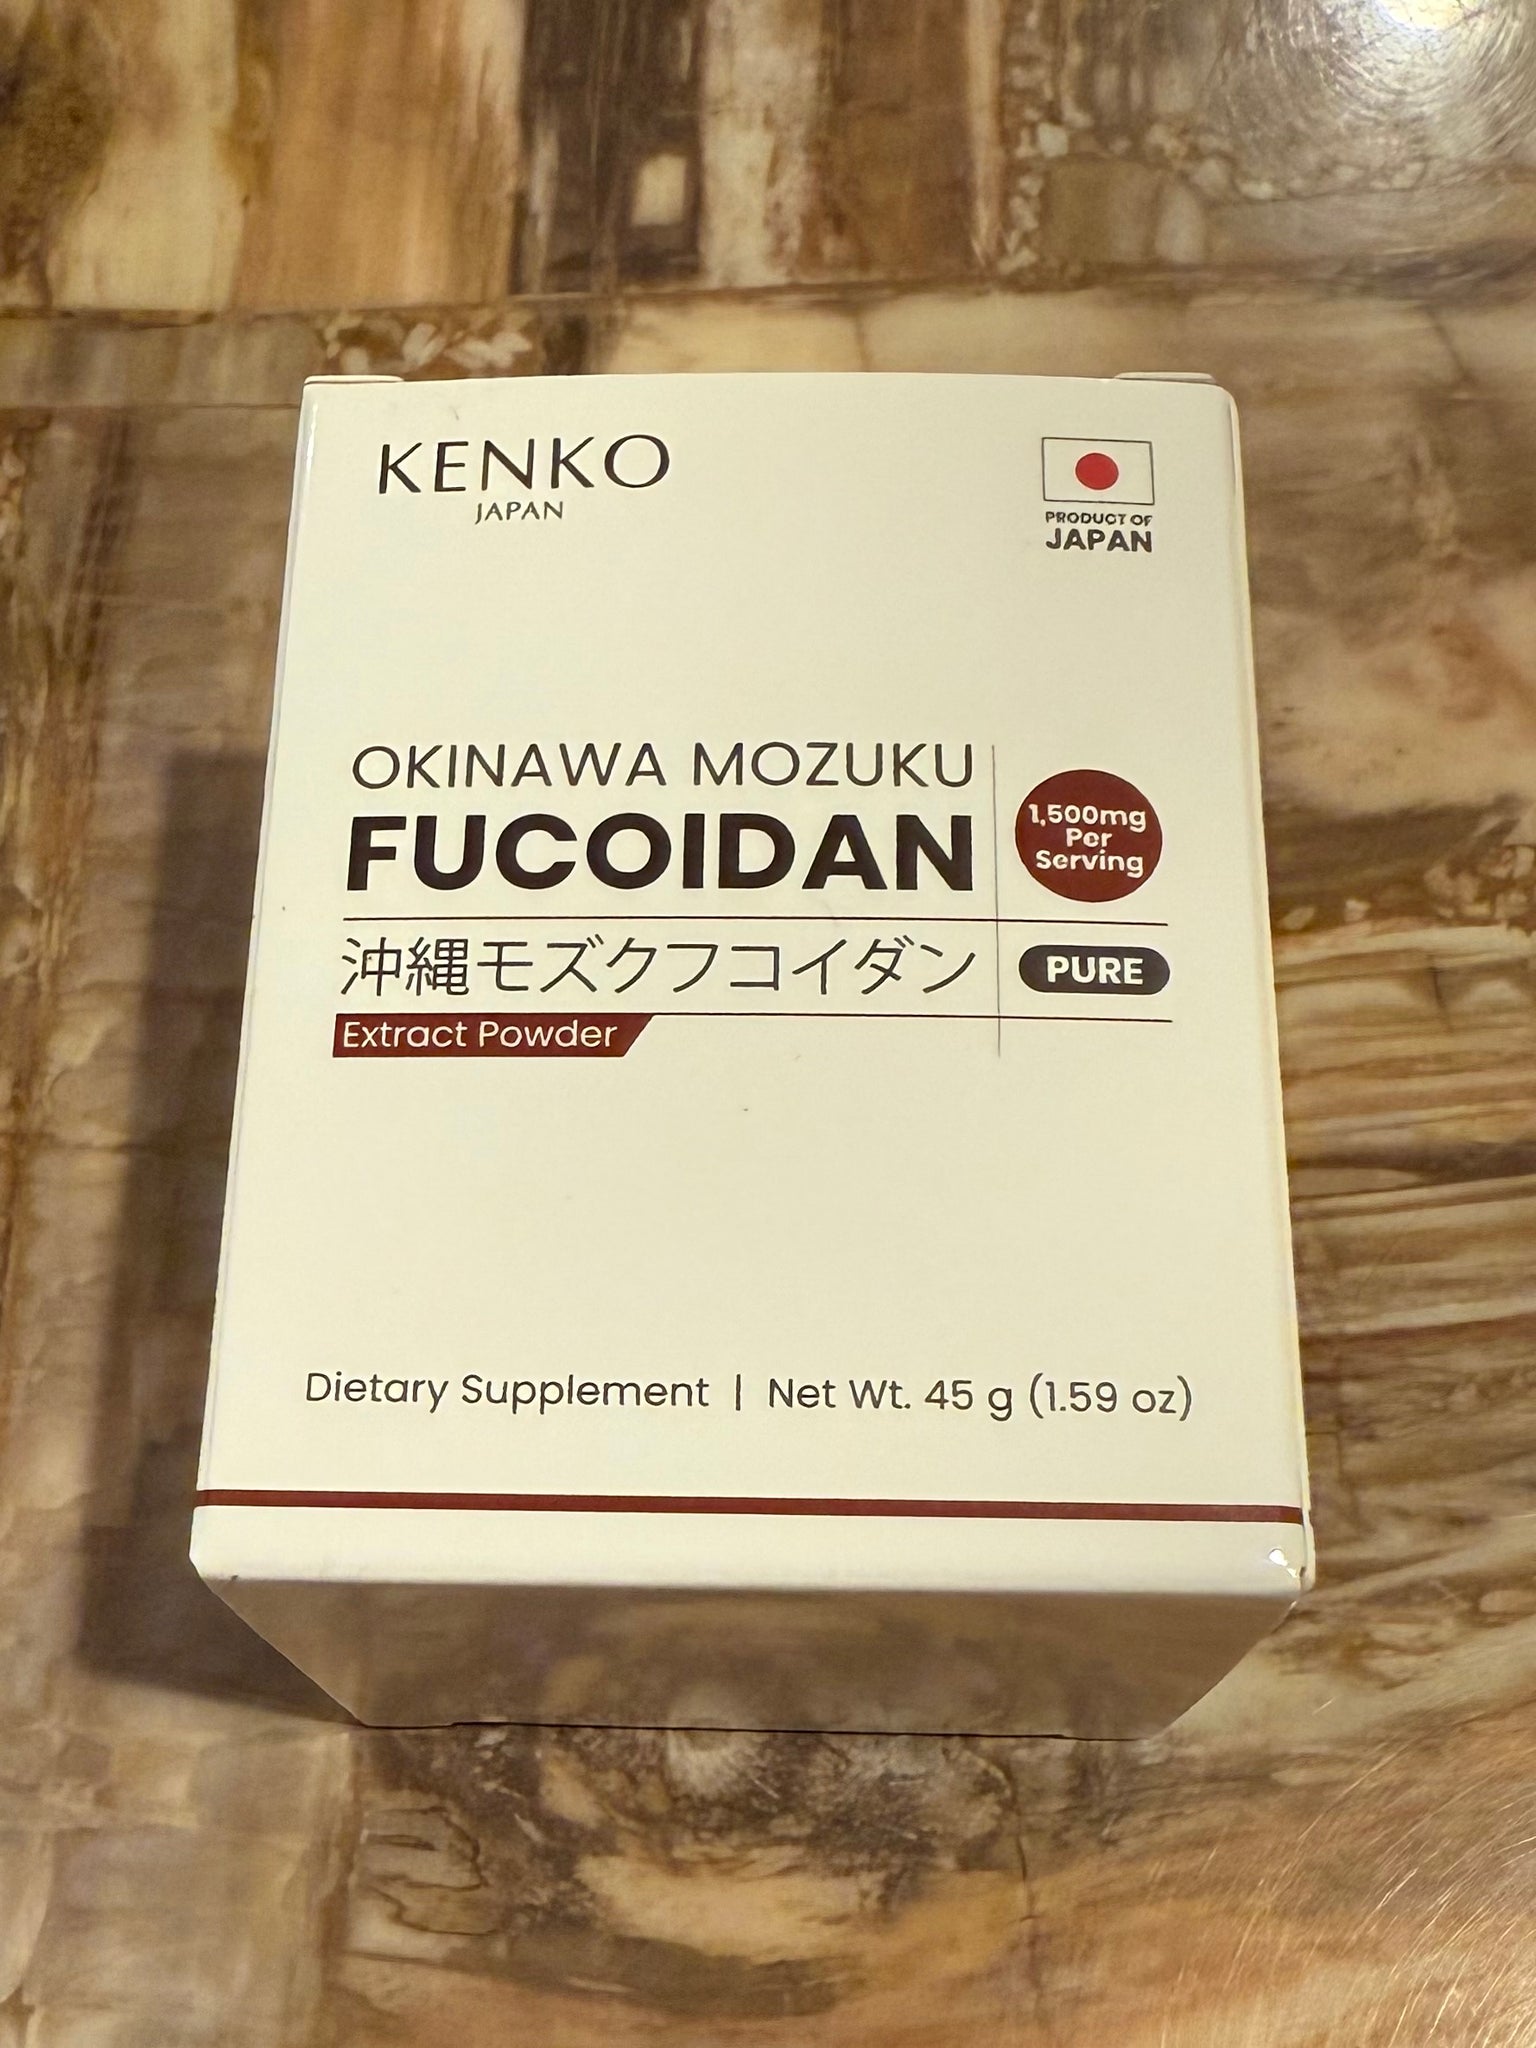 KENKO
JAPAN
PRODUCT OF
JAPAN
OKINAWA MOZUKU
FUCOIDAN
1,500mg
Per
Serving
沖縄モズクフコイダン
PURE
Extract Powder
Dietary Supplement | Net Wt. 45 g (1.59 oz)